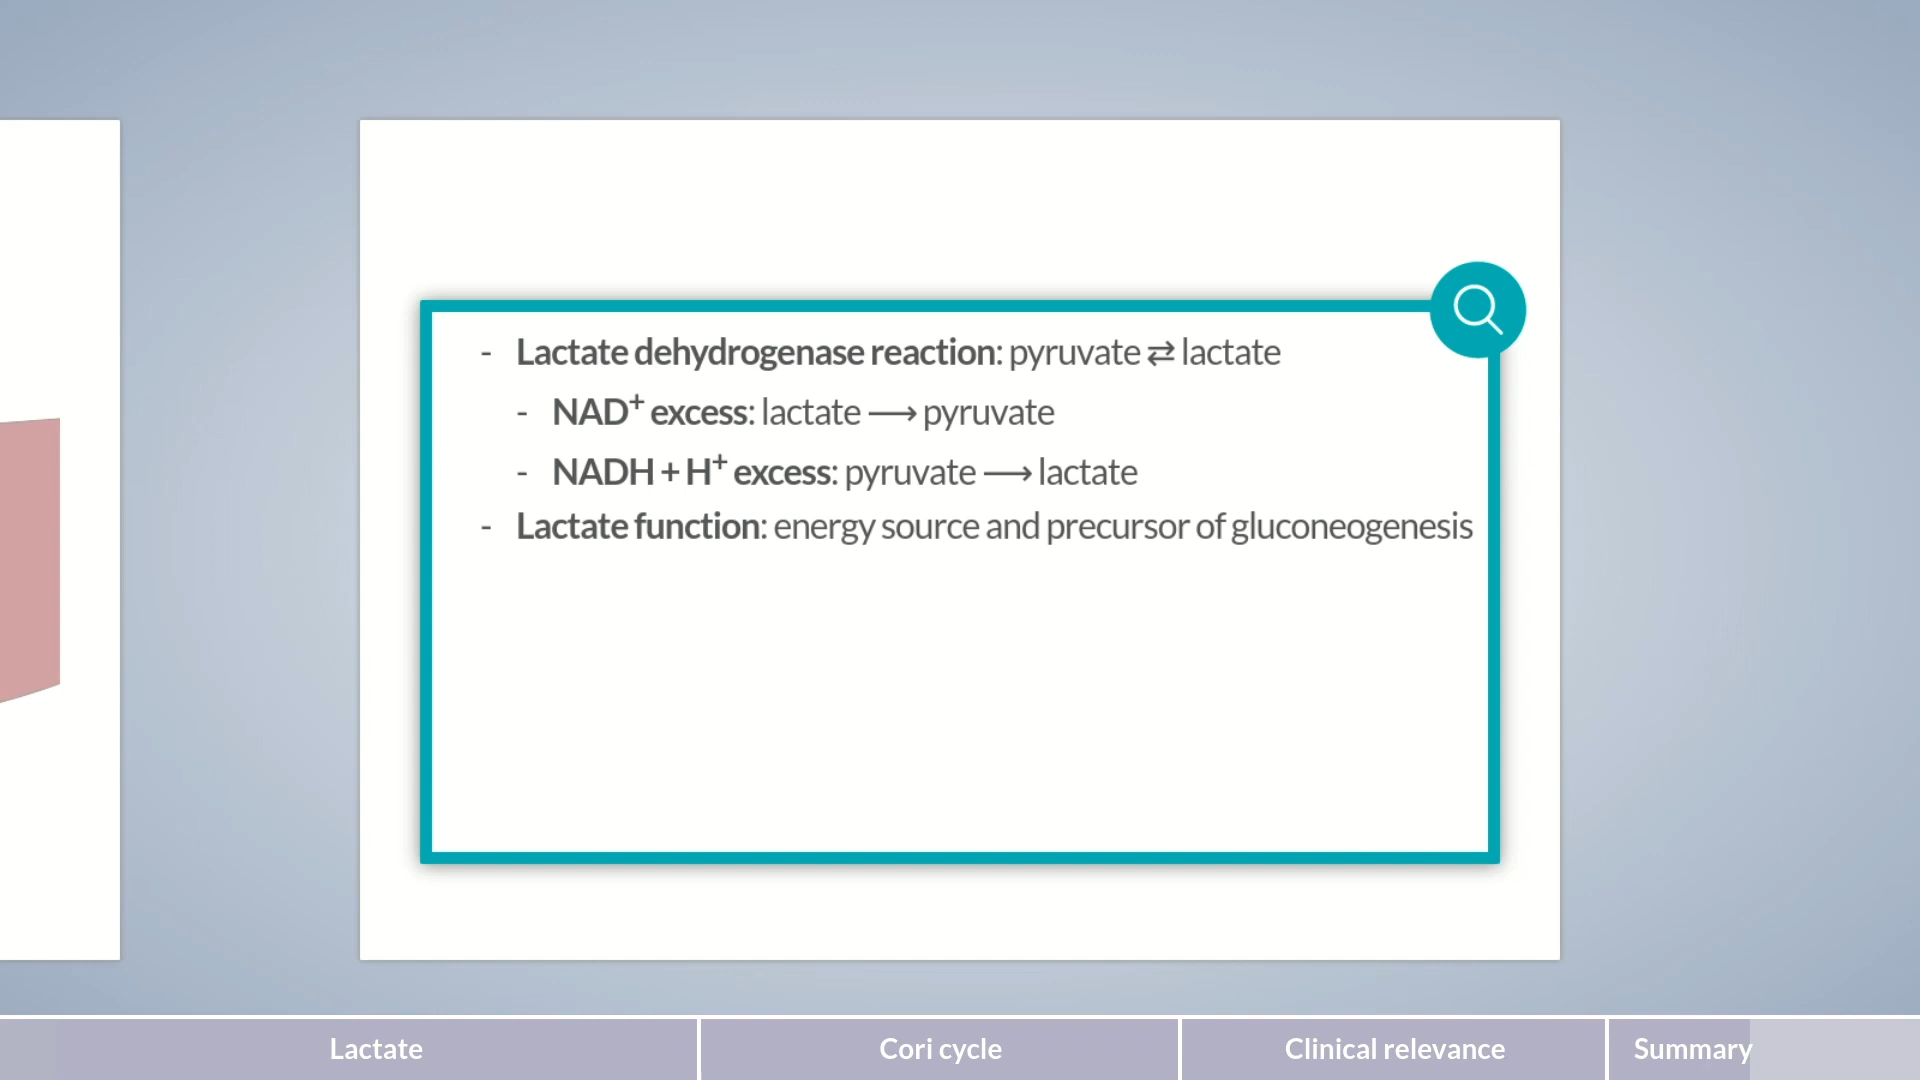 - Lactate dehydrogenase reaction: pyruvate ⇄ lactate
- NAD⁺ excess: lactate ⟶ pyruvate
- NADH + H⁺ excess: pyruvate ⟶ lactate
- Lactate function: energy source and precursor of gluconeogenesis
Lactate
Cori cycle
Clinical relevance
Summary